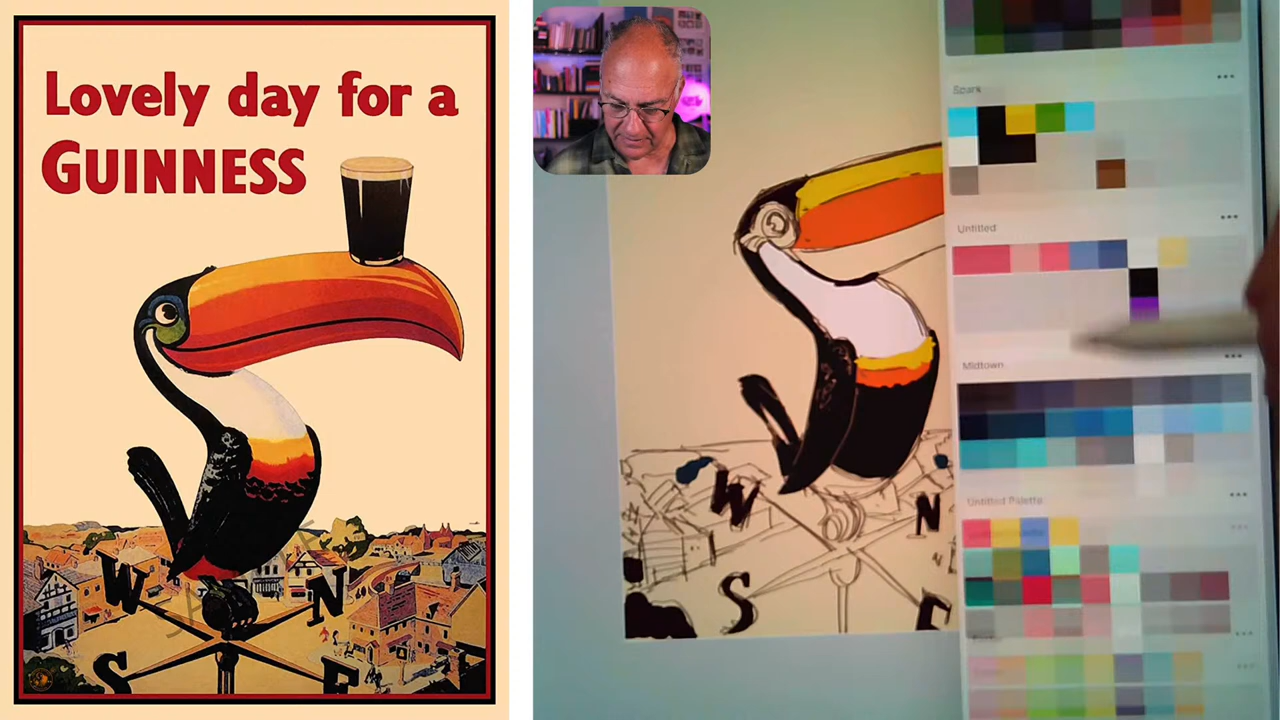 Lovely day for a
GUINNESS
W
N
S
E
Spark
Untitled
Midtown
Untitled Palette
W
N
S
E